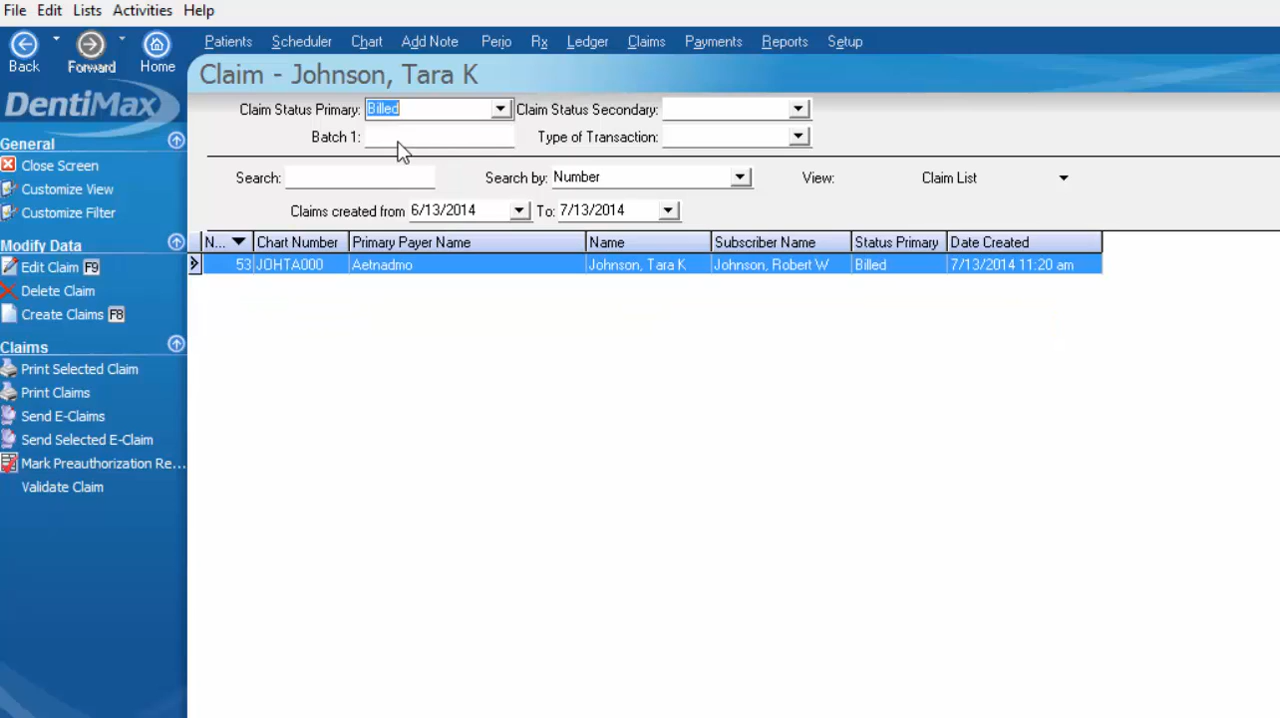 File Edit Lists Activities Help
Back Forward Home
Patients Scheduler Chart Add Note Perio Rx Ledger Claims Payments Reports Setup
DentiMax
Claim - Johnson, Tara K
General
Close Screen
Customize View
Customize Filter
Modify Data
Edit Claim F9
Delete Claim
Create Claims F8
Claims
Print Selected Claim
Print Claims
Send E-Claims
Send Selected E-Claim
Mark Preauthorization Re...
Validate Claim
Claim Status Primary: Billed Claim Status Secondary:
Batch 1: Type of Transaction:
Search: Search by: Number View: Claim List
Claims created from 6/13/2014 To: 7/13/2014
N... Chart Number Primary Payer Name Name Subscriber Name Status Primary Date Created
53 JOHTA000 Aetnadmo Johnson, Tara K Johnson, Robert W Billed 7/13/2014 11:20 am